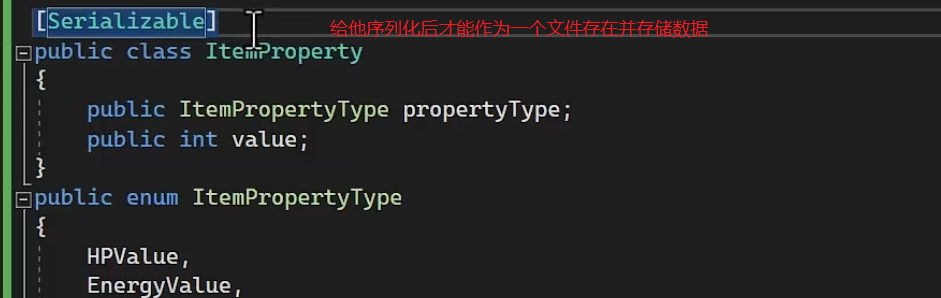 [Serializable] 给他序列化后才能作为一个文件存在并存储数据
public class ItemProperty
{
public ItemPropertyType propertyType;
public int value;
}
public enum ItemPropertyType
{
HPValue,
EnergyValue,